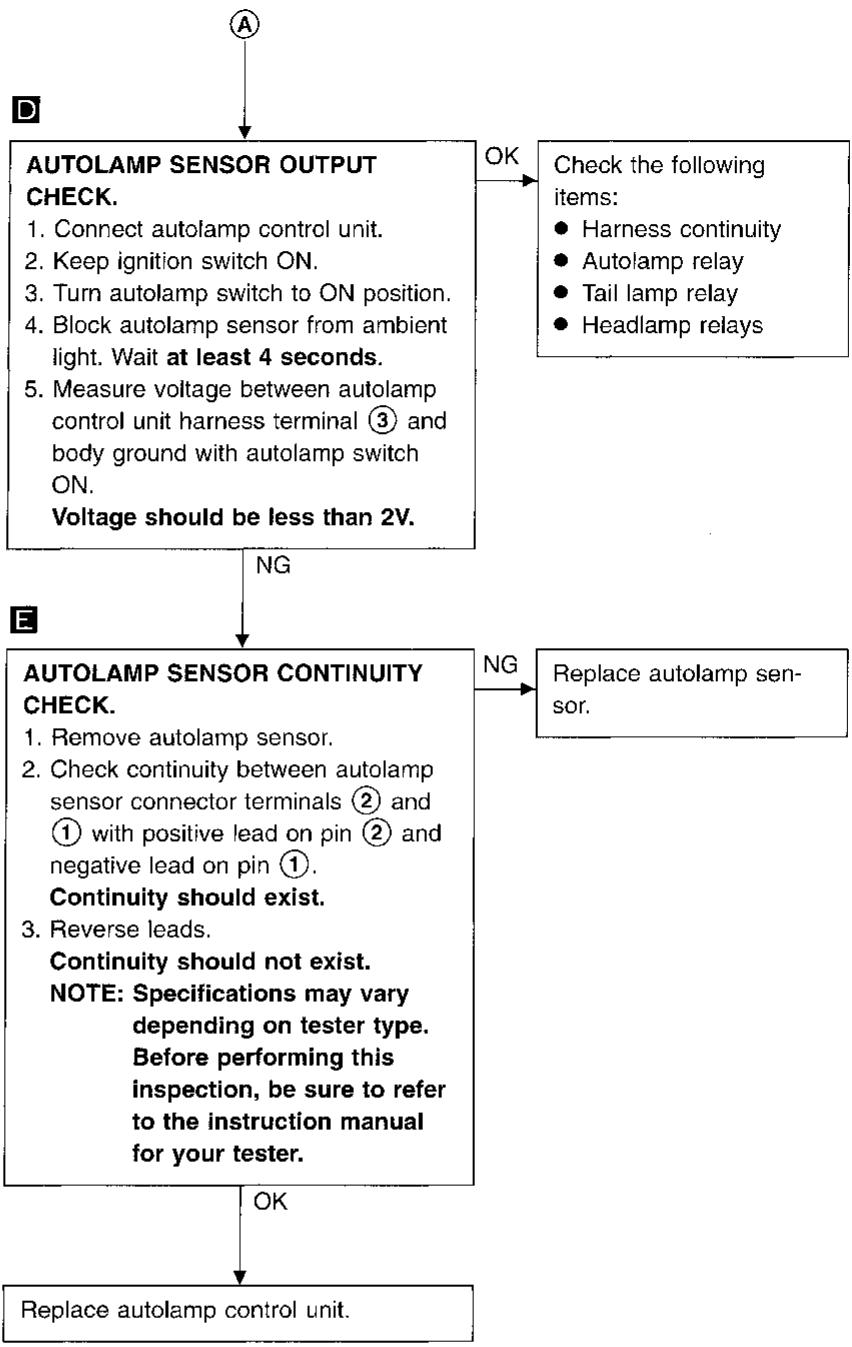 A
D
AUTOLAMP SENSOR OUTPUT
CHECK.
1. Connect autolamp control unit.
2. Keep ignition switch ON.
3. Turn autolamp switch to ON position.
4. Block autolamp sensor from ambient
light. Wait at least 4 seconds.
5. Measure voltage between autolamp
control unit harness terminal ③ and
body ground with autolamp switch
ON.
Voltage should be less than 2V.
OK
Check the following
items:
● Harness continuity
● Autolamp relay
● Tail lamp relay
● Headlamp relays
NG
E
AUTOLAMP SENSOR CONTINUITY
CHECK.
1. Remove autolamp sensor.
2. Check continuity between autolamp
sensor connector terminals ② and
① with positive lead on pin ② and
negative lead on pin ①.
Continuity should exist.
3. Reverse leads.
Continuity should not exist.
NOTE: Specifications may vary
depending on tester type.
Before performing this
inspection, be sure to refer
to the instruction manual
for your tester.
NG
Replace autolamp sen-
sor.
OK
Replace autolamp control unit.